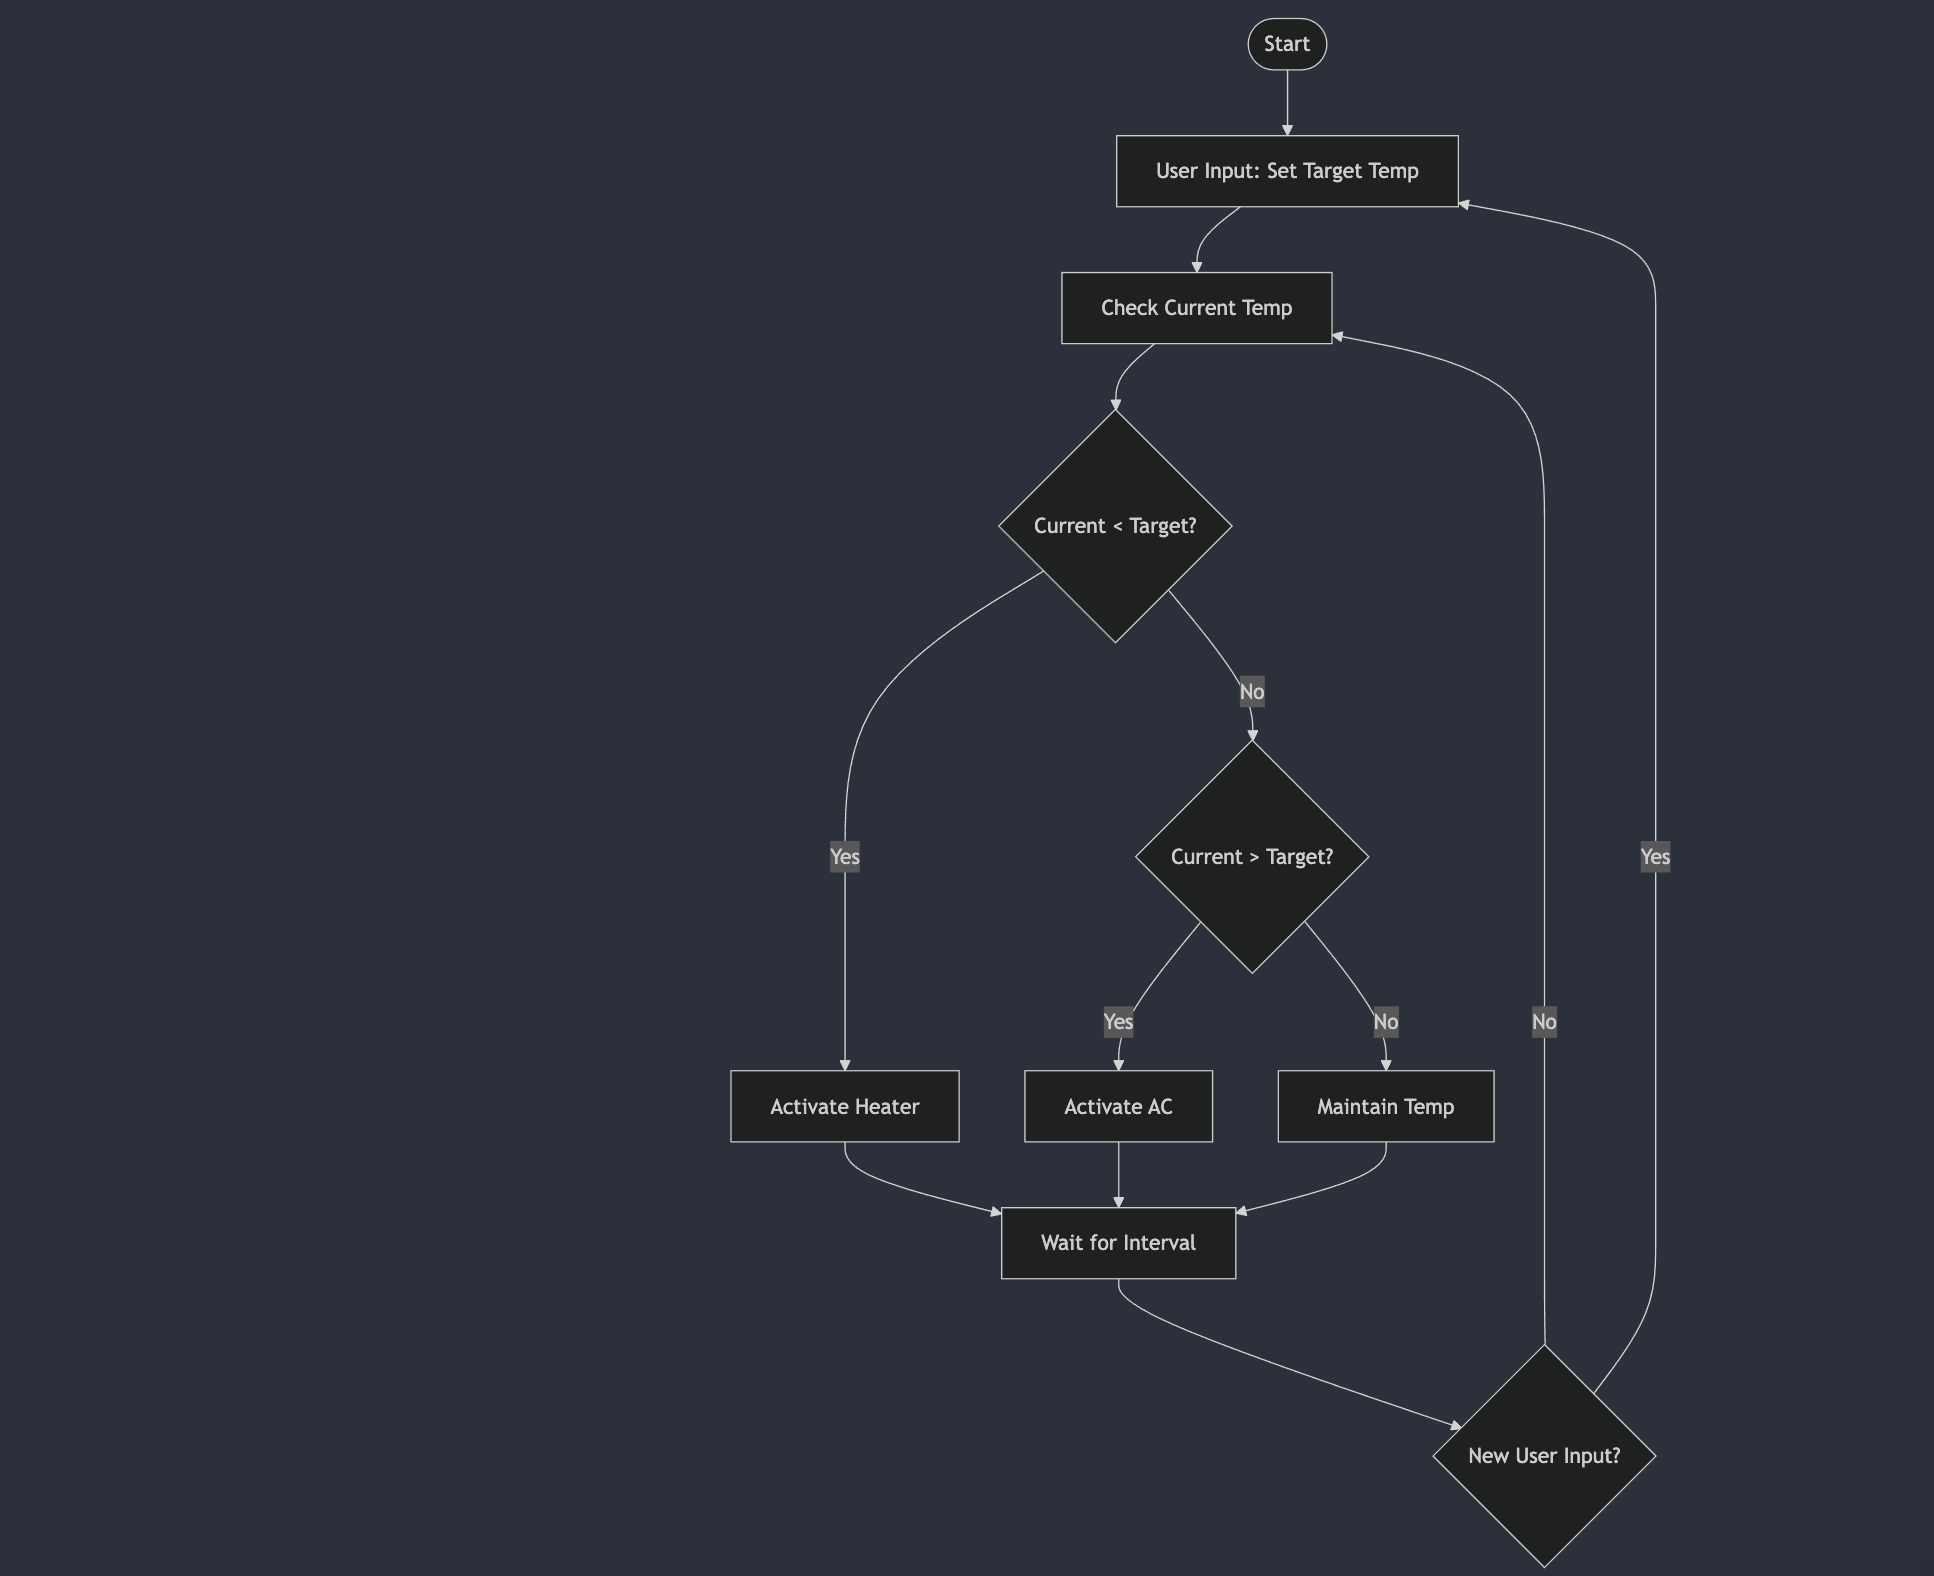 Start
User Input: Set Target Temp
Check Current Temp
Current < Target?
No
Yes
Current > Target?
Yes
Yes
No
No
Activate Heater
Activate AC
Maintain Temp
Wait for Interval
New User Input?